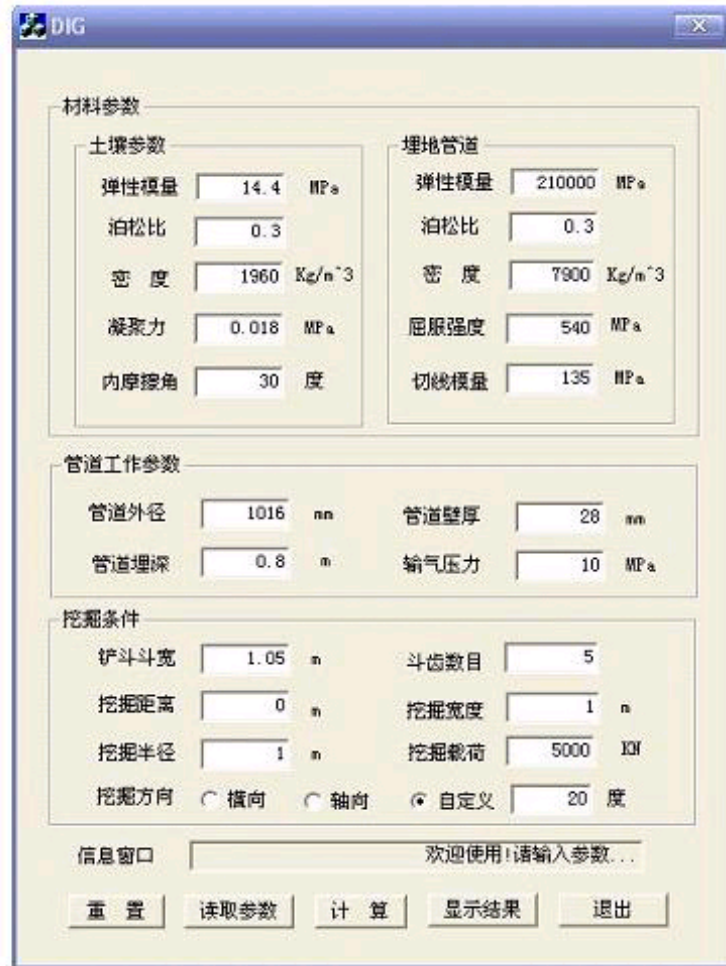 DIG
材料参数
土壤参数 埋地管道
弹性模量 14.4 MPa 弹性模量 210000 MPa
泊松比 0.3 泊松比 0.3
密 度 1960 Kg/m^3 密 度 7900 Kg/m^3
凝聚力 0.018 MPa 屈服强度 540 MPa
内摩擦角 30 度 切线模量 135 MPa
管道工作参数
管道外径 1016 mm 管道壁厚 28 mm
管道埋深 0.8 m 输气压力 10 MPa
挖掘条件
铲斗斗宽 1.05 m 斗齿数目 5
挖掘距离 0 m 挖掘宽度 1 m
挖掘半径 1 m 挖掘载荷 5000 KN
挖掘方向 横向 轴向 自定义 20 度
信息窗口 欢迎使用!请输入参数...
重 置 读取参数 计 算 显示结果 退出